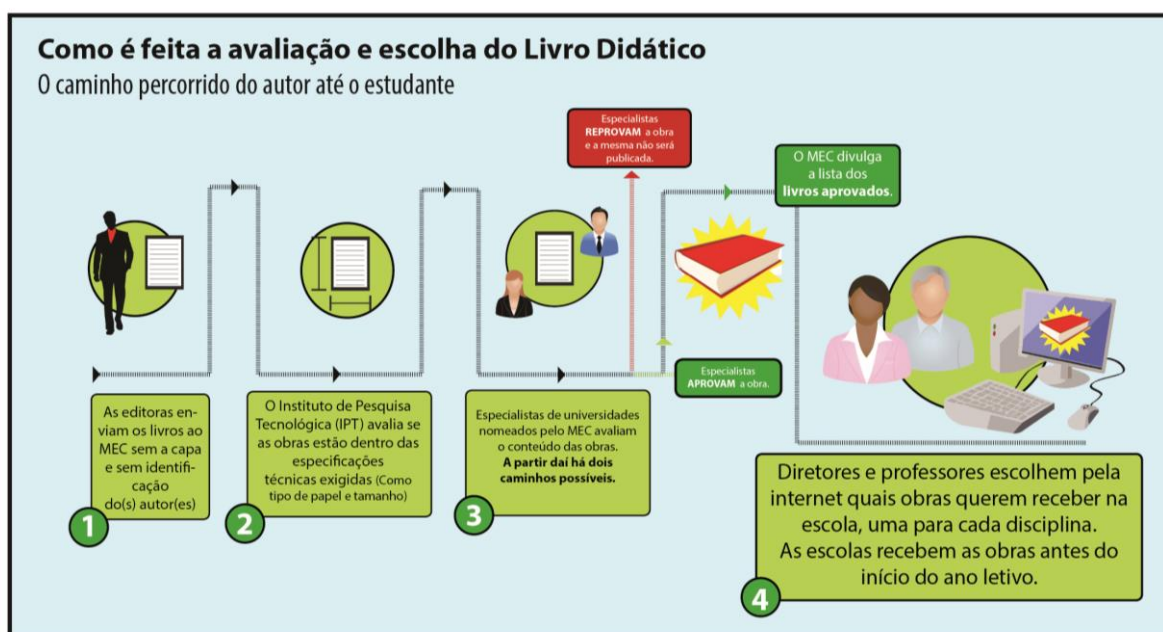 Como é feita a avaliação e escolha do Livro Didático
O caminho percorrido do autor até o estudante
As editoras en-
viam os livros ao
MEC sem a capa
e sem identifi-
cação
do(s) autor(es)
1
O Instituto de Pesquisa
Tecnológica (IPT) avalia se
as obras estão dentro das
especificações
técnicas exigidas (Como
tipo de papel e tamanho)
2
Especialistas de universidades
nomeados pelo MEC avaliam
o conteúdo das obras.
A partir daí há dois
caminhos possíveis.
3
Especialistas
REPROVAM a obra
e a mesma não será
publicada.
Especialistas
APROVAM a obra.
O MEC divulga
a lista dos
livros aprovados.
Diretores e professores escolhem pela
internet quais obras querem receber na
escola, uma para cada disciplina.
As escolas recebem as obras antes do
início do ano letivo.
4